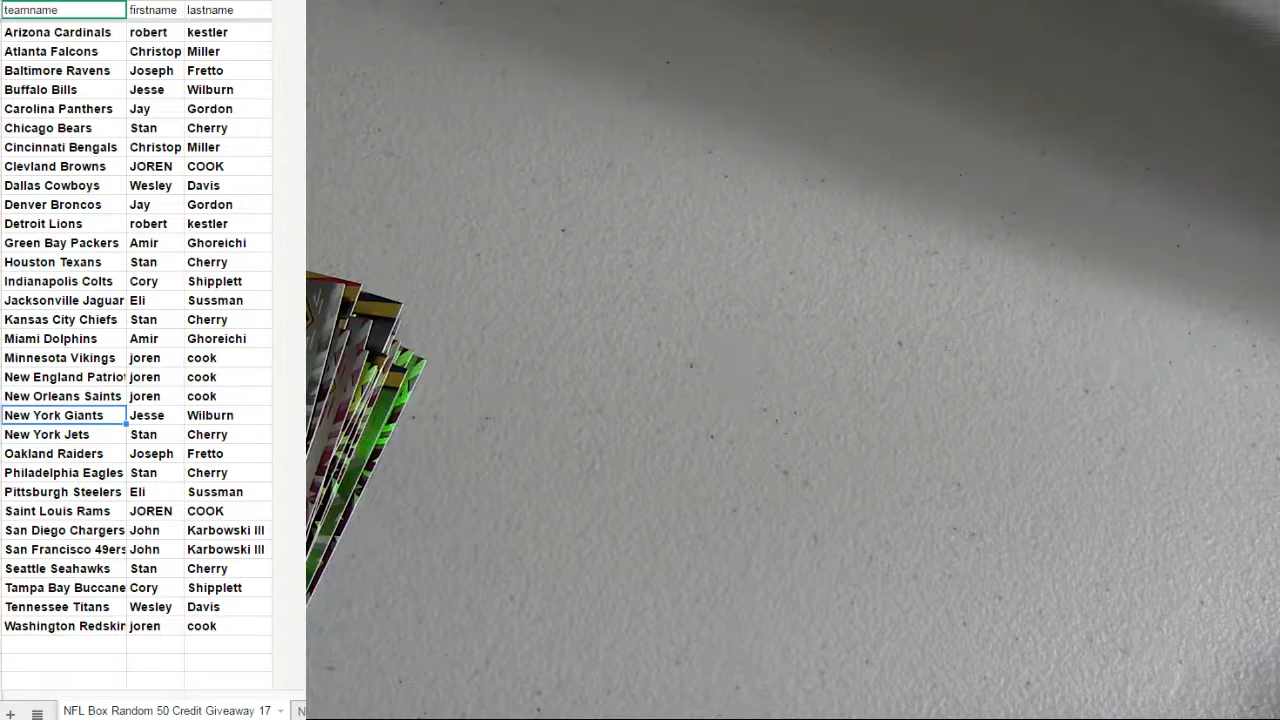 teamname firstname lastname
Arizona Cardinals robert kestler
Atlanta Falcons Christop Miller
Baltimore Ravens Joseph Fretto
Buffalo Bills Jesse Wilburn
Carolina Panthers Jay Gordon
Chicago Bears Stan Cherry
Cincinnati Bengals Christop Miller
Clevland Browns JOREN COOK
Dallas Cowboys Wesley Davis
Denver Broncos Jay Gordon
Detroit Lions robert kestler
Green Bay Packers Amir Ghoreichi
Houston Texans Stan Cherry
Indianapolis Colts Cory Shipplett
Jacksonville Jaguar Eli Sussman
Kansas City Chiefs Stan Cherry
Miami Dolphins Amir Ghoreichi
Minnesota Vikings joren cook
New England Patriot joren cook
New Orleans Saints joren cook
New York Giants Jesse Wilburn
New York Jets Stan Cherry
Oakland Raiders Joseph Fretto
Philadelphia Eagles Stan Cherry
Pittsburgh Steelers Eli Sussman
Saint Louis Rams JOREN COOK
San Diego Chargers John Karbowski III
San Francisco 49ers John Karbowski III
Seattle Seahawks Stan Cherry
Tampa Bay Buccane Cory Shipplett
Tennessee Titans Wesley Davis
Washington Redskin joren cook
NFL Box Random 50 Credit Giveaway 17 N